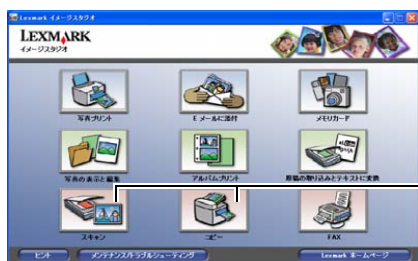 Lexmark イメージスタジオ
LEXMARK
イメージスタジオ
写真プリント
E メールに添付
メモリカード
写真の表示と編集
アルバムプリント
原稿の取り込みとテキストに変換
スキャン
コピー
FAX
ヒント
メンテナンス/トラブルシューティング
Lexmark ホームページ